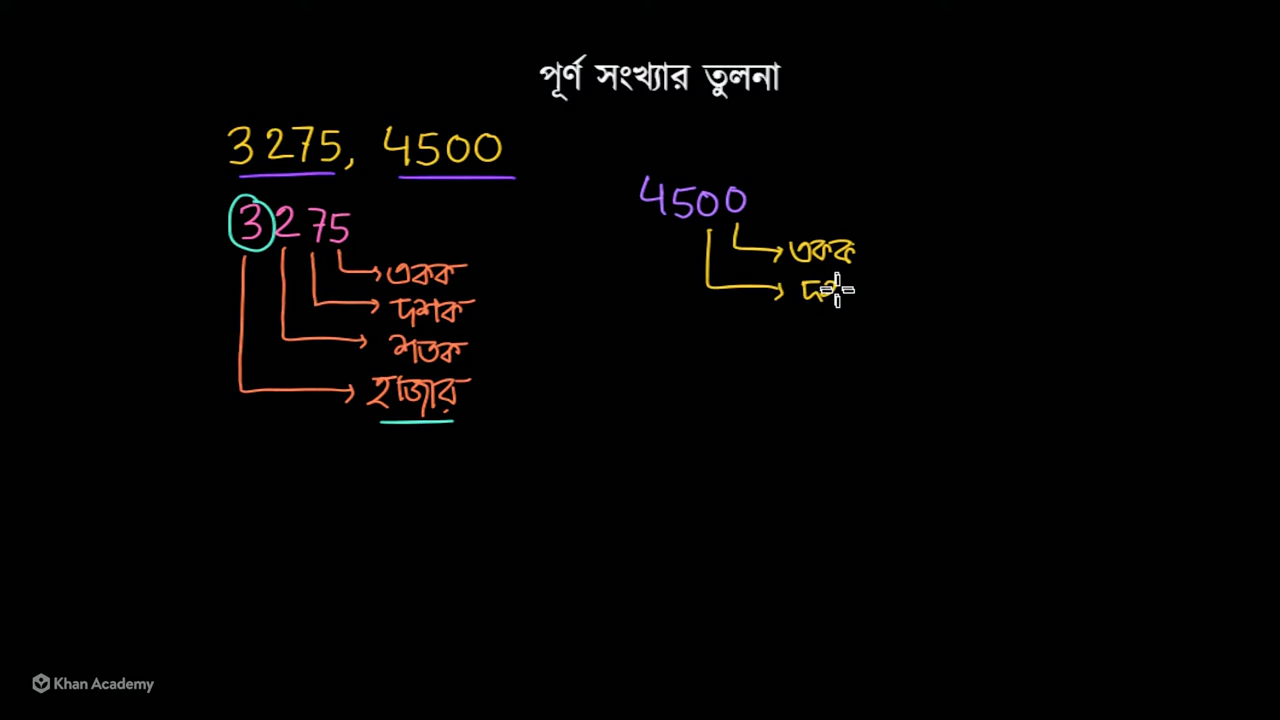 পূর্ণ সংখ্যার তুলনা
3275, 4500
3275
একক
দশক
শতক
হাজার
4500
একক
Khan Academy